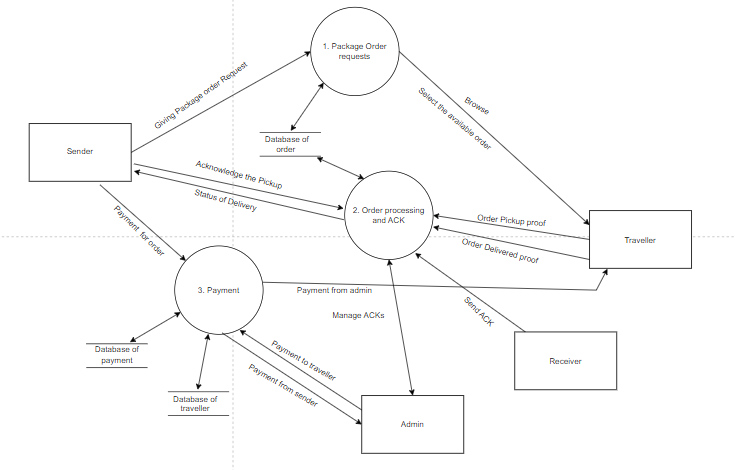 1. Package Order
requests
Giving Package order Request
Browse
Select the available order
Database of
order
Sender
Acknowledge the Pickup
Status of Delivery
2. Order processing
and ACK
Order Pickup proof
Order Delivered proof
Traveller
Payment for order
3. Payment
Payment from admin
Manage ACKs
Send ACK
Database of
payment
Payment to traveller
Payment from sender
Receiver
Database of
traveller
Admin